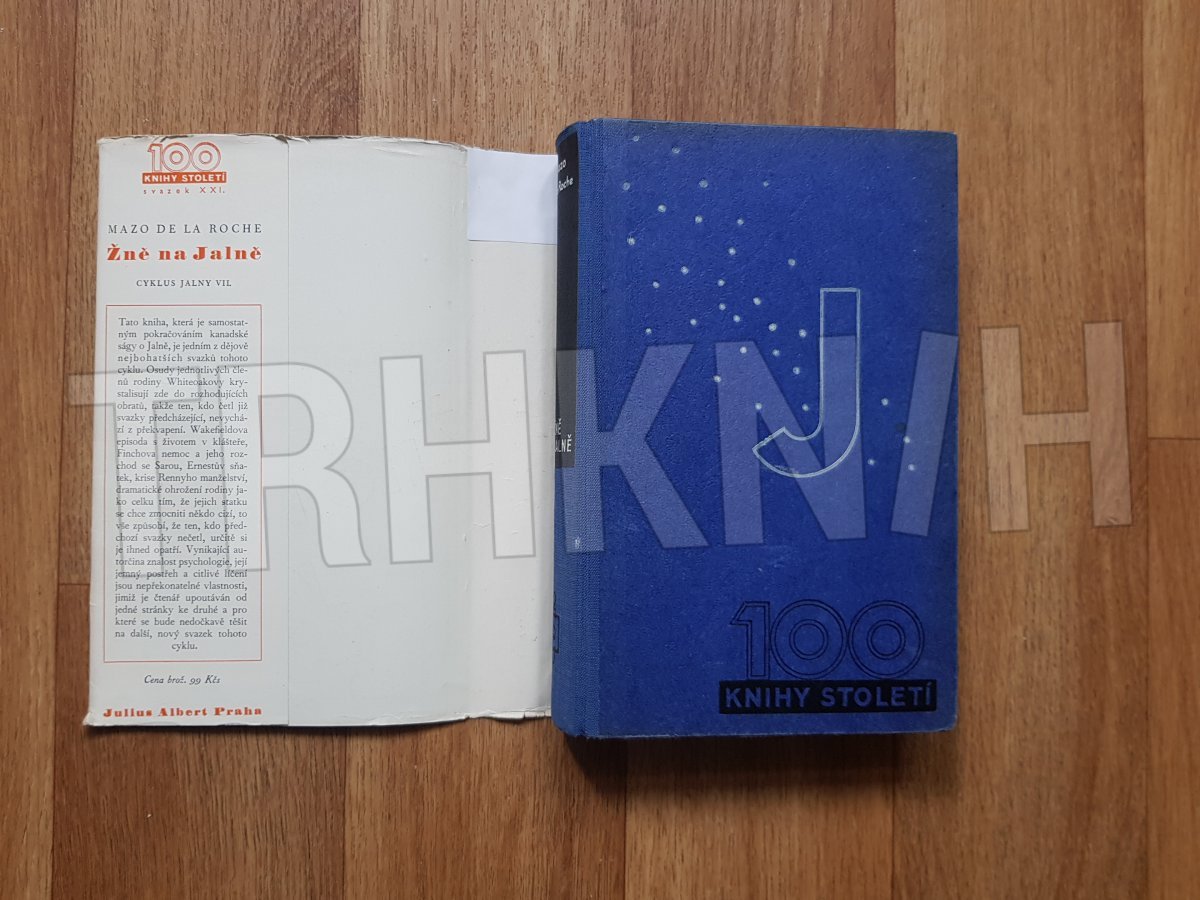 100
KNIHY STOLETÍ
svazek XXI.
MAZO DE LA ROCHE
Žně na Jalně
CYKLUS JALNY VII.
Tato kniha, která je samostat-
ným pokračováním kanadské
ságy o Jalně, je jedním z dějově
nejbohatších svazků tohoto
cyklu. Osudy jednotlivých čle-
nů rodiny Whiteoakovy kry-
stalisují zde do rozhodujících
obratů, takže ten, kdo četl již
svazky předcházející, nevychá-
zí z překvapení. Wakefieldova
episoda s životem v klášteře,
Finchova nemoc a jeho roz-
chod se Sarou, Ernestův sňa-
tek, krise Rennyho manželství,
dramatické ohrožení rodiny ja-
ko celku tím, že jejich statku
se chce zmocniti někdo cizí, to
vše způsobí, že ten, kdo před-
chozí svazky nečetl, určitě si
je ihned opatří. Vynikající au-
torčina znalost psychologie, její
jemný postřeh a citlivé líčení
jsou nepřekonatelné vlastnosti,
jimiž je čtenář upoutáván od
jedné stránky ke druhé a pro
které se bude nedočkavě těšit
na další, nový svazek tohoto
cyklu.
Cena brož. 99 Kčs
Julius Albert Praha
Roche
J
100
KNIHY STOLETÍ
TRHKNIH